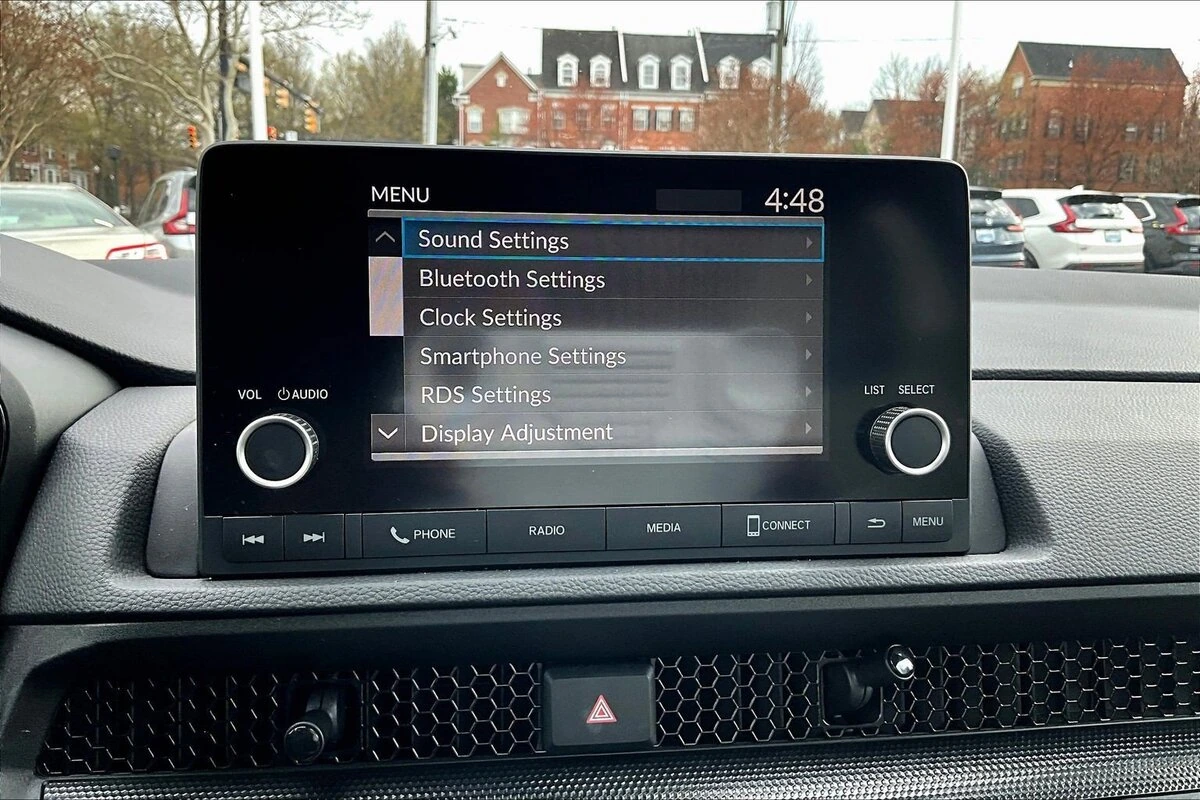 MENU 4:48
Sound Settings
Bluetooth Settings
Clock Settings
Smartphone Settings
RDS Settings
Display Adjustment
VOL AUDIO
LIST SELECT
PHONE RADIO MEDIA CONNECT MENU